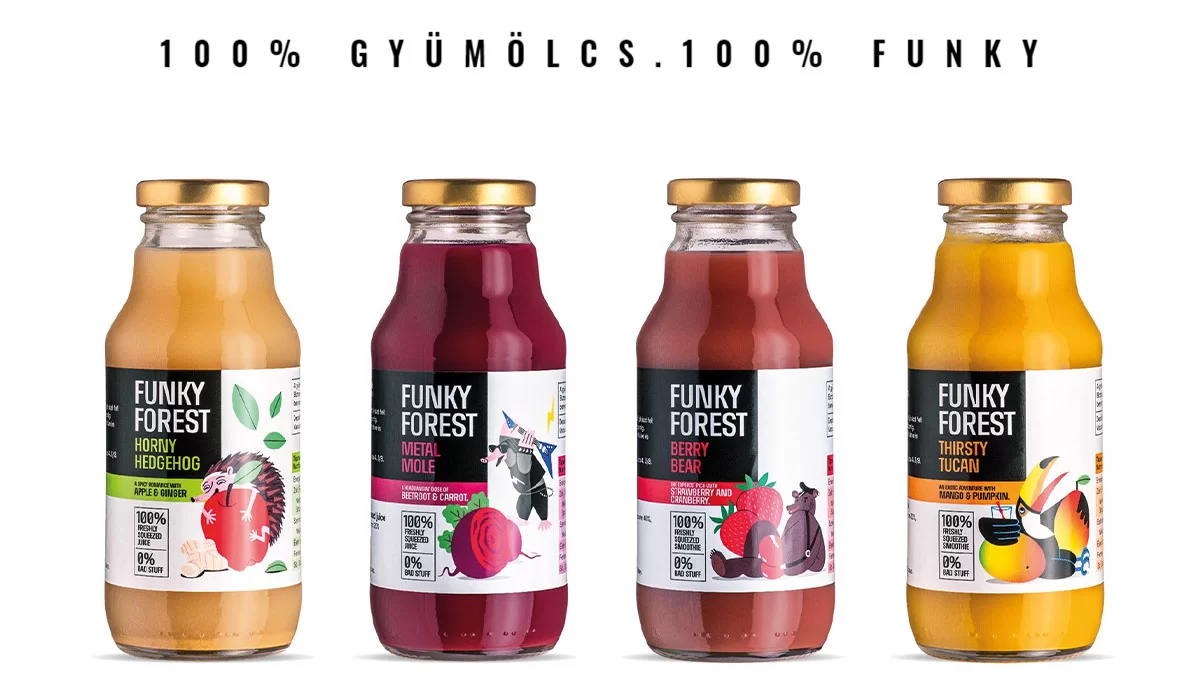 100% GYÜMÖLCS.100% FUNKY
FUNKY
FOREST
HORNY
HEDGEHOG
A SPICY ROMANCE WITH
APPLE & GINGER
100%
FRESHLY
SQUEEZED
JUICE
0%
BAD STUFF
FUNKY
FOREST
METAL
MOLE
A HEADBANGIN' DOSE OF
BEETROOT & CARROT.
100%
FRESHLY
SQUEEZED
JUICE
0%
BAD STUFF
FUNKY
FOREST
BERRY
BEAR
STRAWBERRY AND
CRANBERRY.
100%
FRESHLY
SQUEEZED
SMOOTHIE
0%
BAD STUFF
FUNKY
FOREST
THIRSTY
TUCAN
AN EXOTIC ADVENTURE WITH
MANGO & PUMPKIN.
100%
FRESHLY
SQUEEZED
SMOOTHIE
0%
BAD STUFF